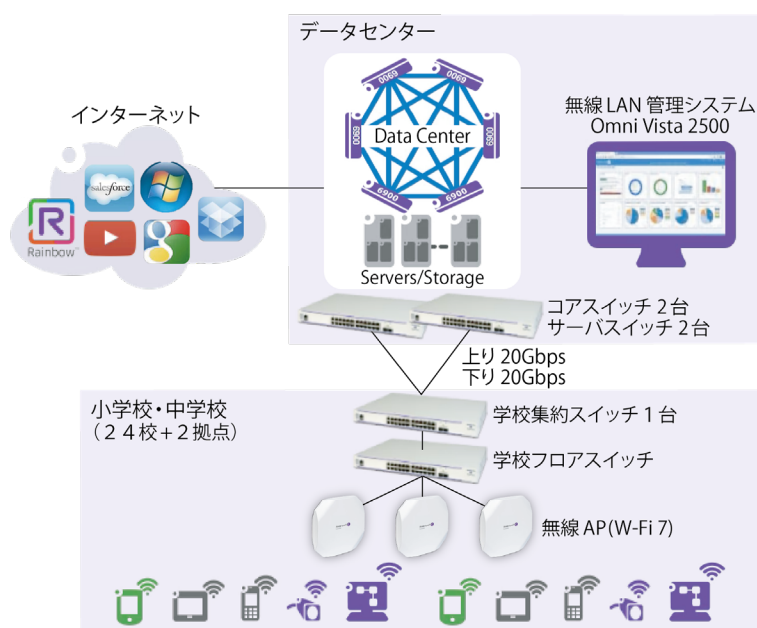 データセンター
インターネット
6900
6900
6900
6900
Data Center
6900
6900
Servers/Storage
無線 LAN 管理システム
Omni Vista 2500
salesforce
Rainbow
コアスイッチ 2 台
サーバスイッチ 2 台
上り 20Gbps
下り 20Gbps
小学校・中学校
(24校+2拠点)
学校集約スイッチ 1 台
学校フロアスイッチ
無線 AP(W-Fi 7)